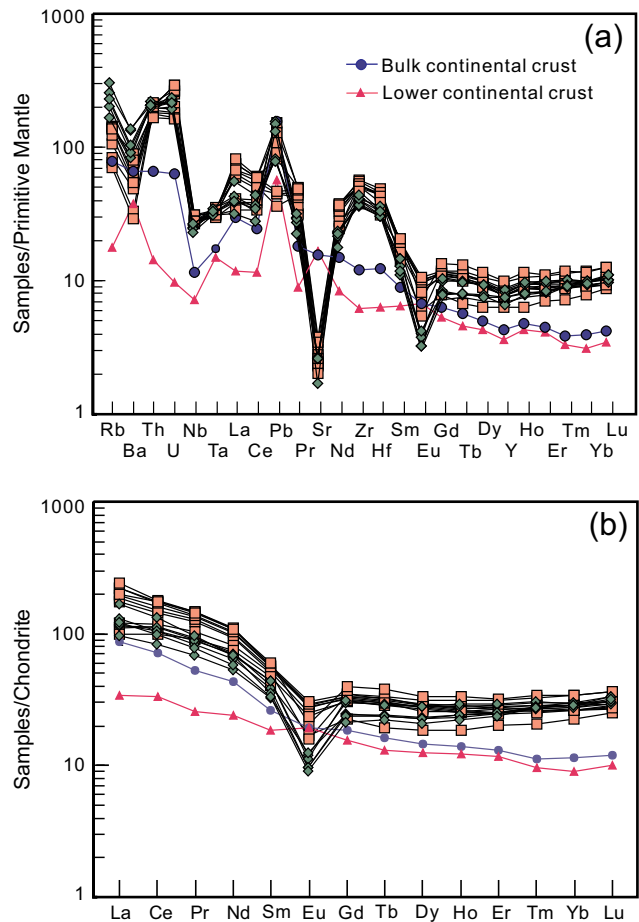 1000
(a)
Bulk continental crust
Lower continental crust
100
10
1
Samples/Primitive Mantle
Rb Th Nb La Pb Sr Zr Sm Gd Dy Ho Tm Lu
Ba U Ta Ce Pr Nd Hf Eu Tb Y Er Yb
1000
(b)
100
10
1
Samples/Chondrite
La Ce Pr Nd Sm Eu Gd Tb Dy Ho Er Tm Yb Lu